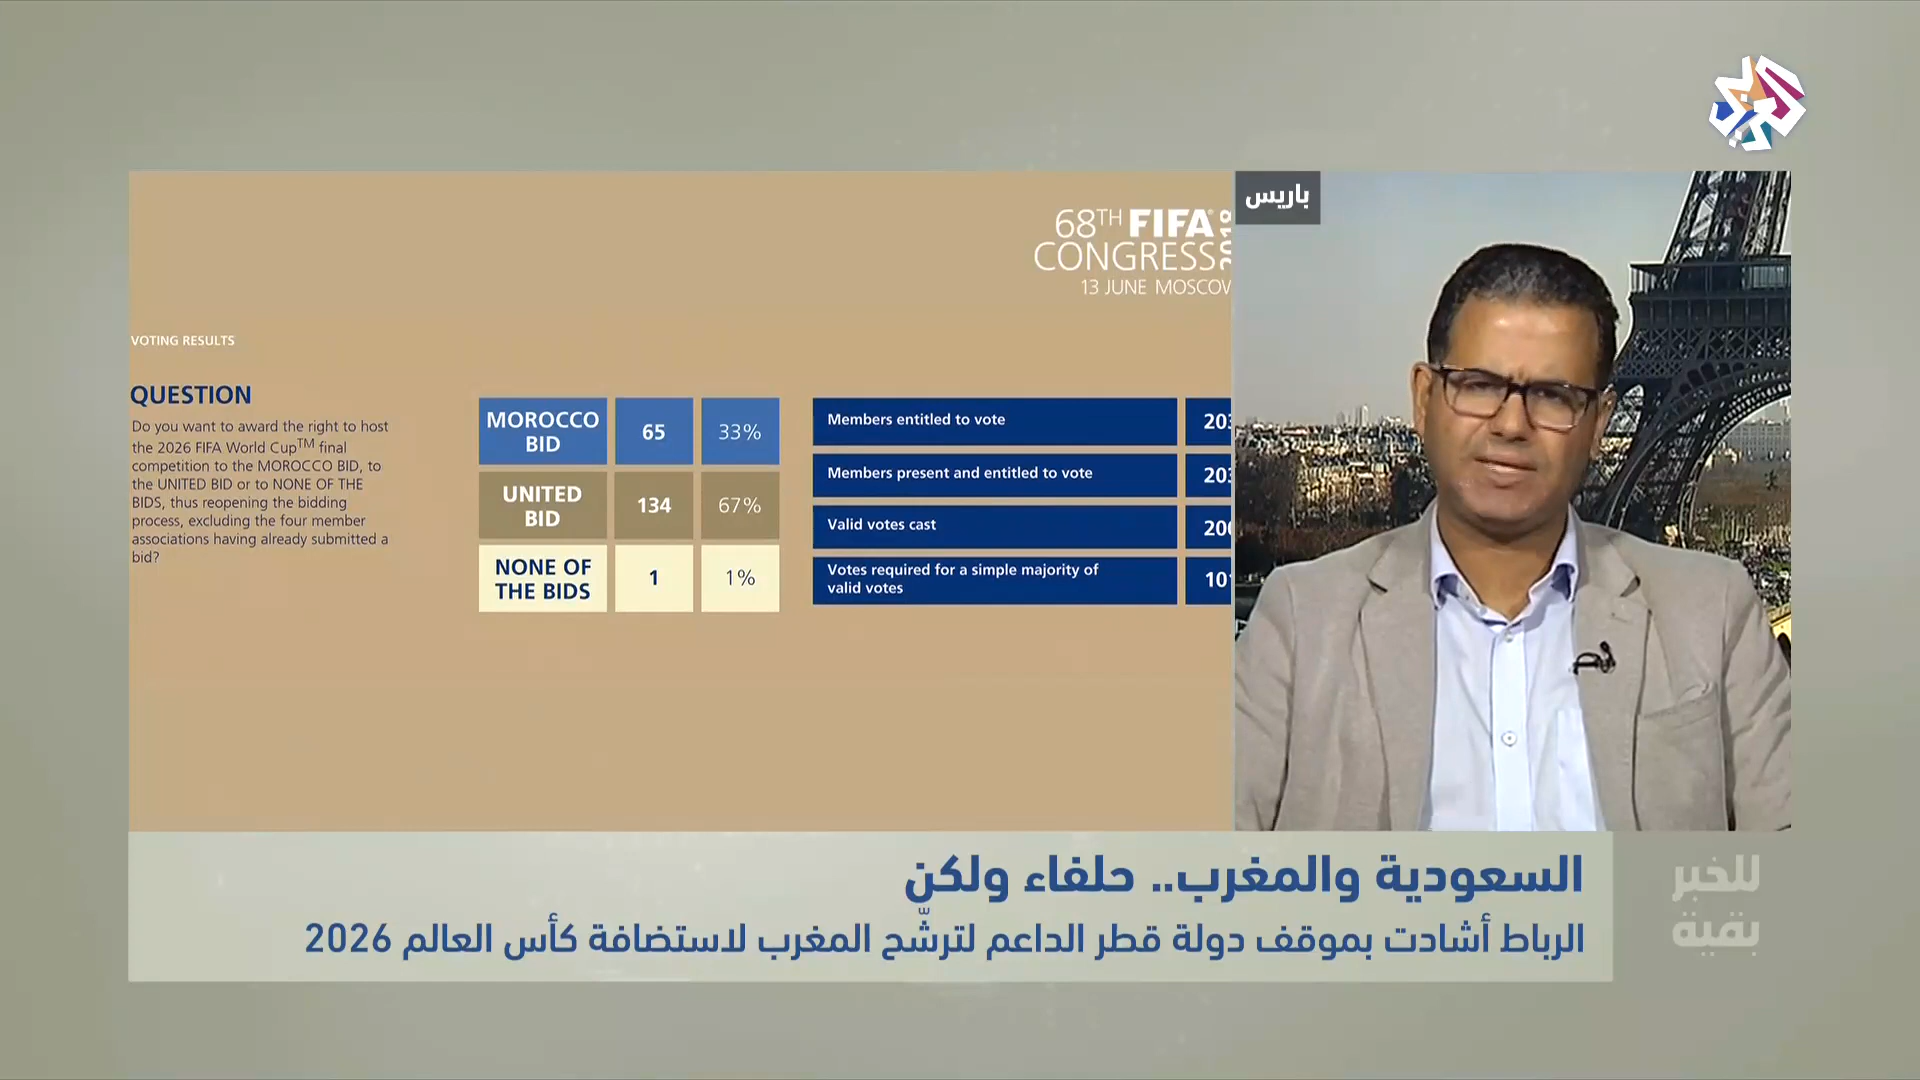 العربي
باريس
68TH FIFA
CONGRESS 2018
13 JUNE MOSCOW
VOTING RESULTS
QUESTION
Do you want to award the right to host
the 2026 FIFA World Cup™ final
competition to the MOROCCO BID, to
the UNITED BID or to NONE OF THE
BIDS, thus reopening the bidding
process, excluding the four member
associations having already submitted a
bid?
MOROCCO
BID
65
33%
UNITED
BID
134
67%
NONE OF
THE BIDS
1
1%
Members entitled to vote
203
Members present and entitled to vote
203
Valid votes cast
200
Votes required for a simple majority of
valid votes
101
السعودية والمغرب.. حلفاء ولكن
الرباط أشادت بموقف دولة قطر الداعم لترشّح المغرب لاستضافة كأس العالم 2026
للخبر
بقية